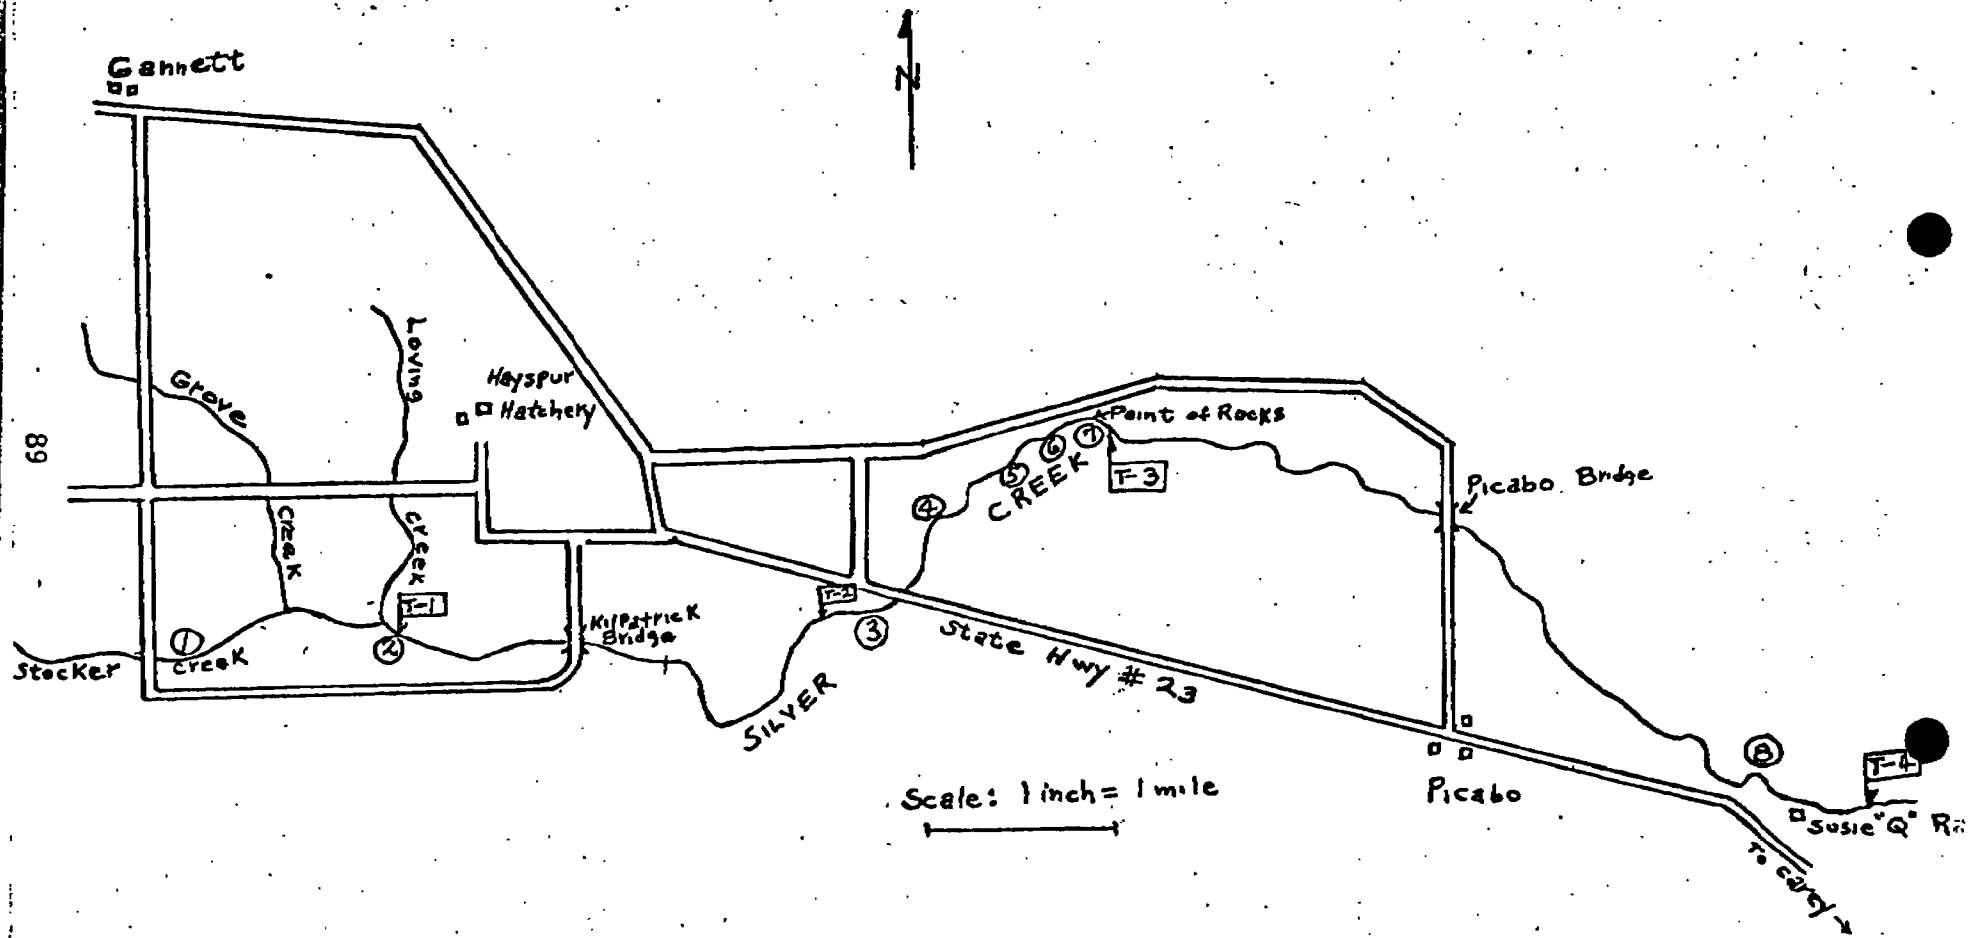 Gannett
N
Loving
Creek
Grove
Creek
Hayspur
Hatchery
89
Point of Rocks
7
6
5
4
CREEK
T-3
Picabo Bridge
T-1
T-2
Kilpatrick
Bridge
1
2
3
Stocker
Creek
State Hwy # 23
SILVER
8
T-4
Scale: 1 inch = 1 mile
Picabo
Susie "Q"
To Carey